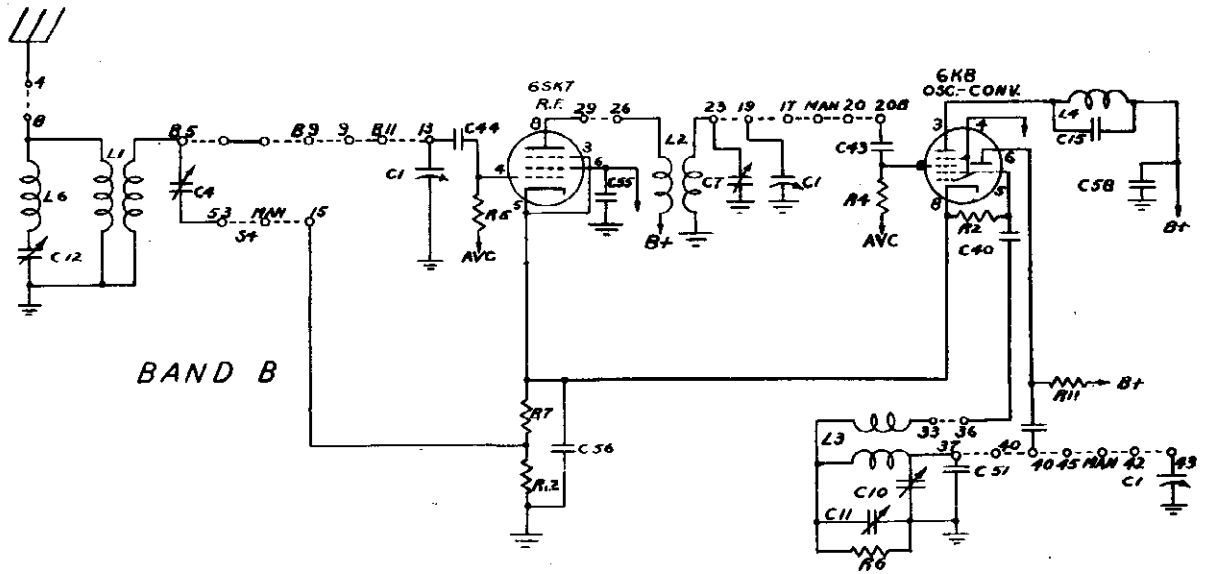 4
8
L6
C12
L1
B5
B9
9
B11
13
C4
53
MAN
54
15
C1
C44
6SK7
R.F.
8
3
6
4
5
R5
AVC
C55
29
26
L2
B+
23
19
17
MAN
20
20B
C7
C1
C43
R4
AVC
6K8
OSC.-CONV.
3
4
6
5
8
R2
C40
L4
C15
C58
B+
BAND B
R7
R12
C56
R11
B+
L3
33
36
37
40
40
45
MAN
42
43
C51
C1
C10
C11
R6